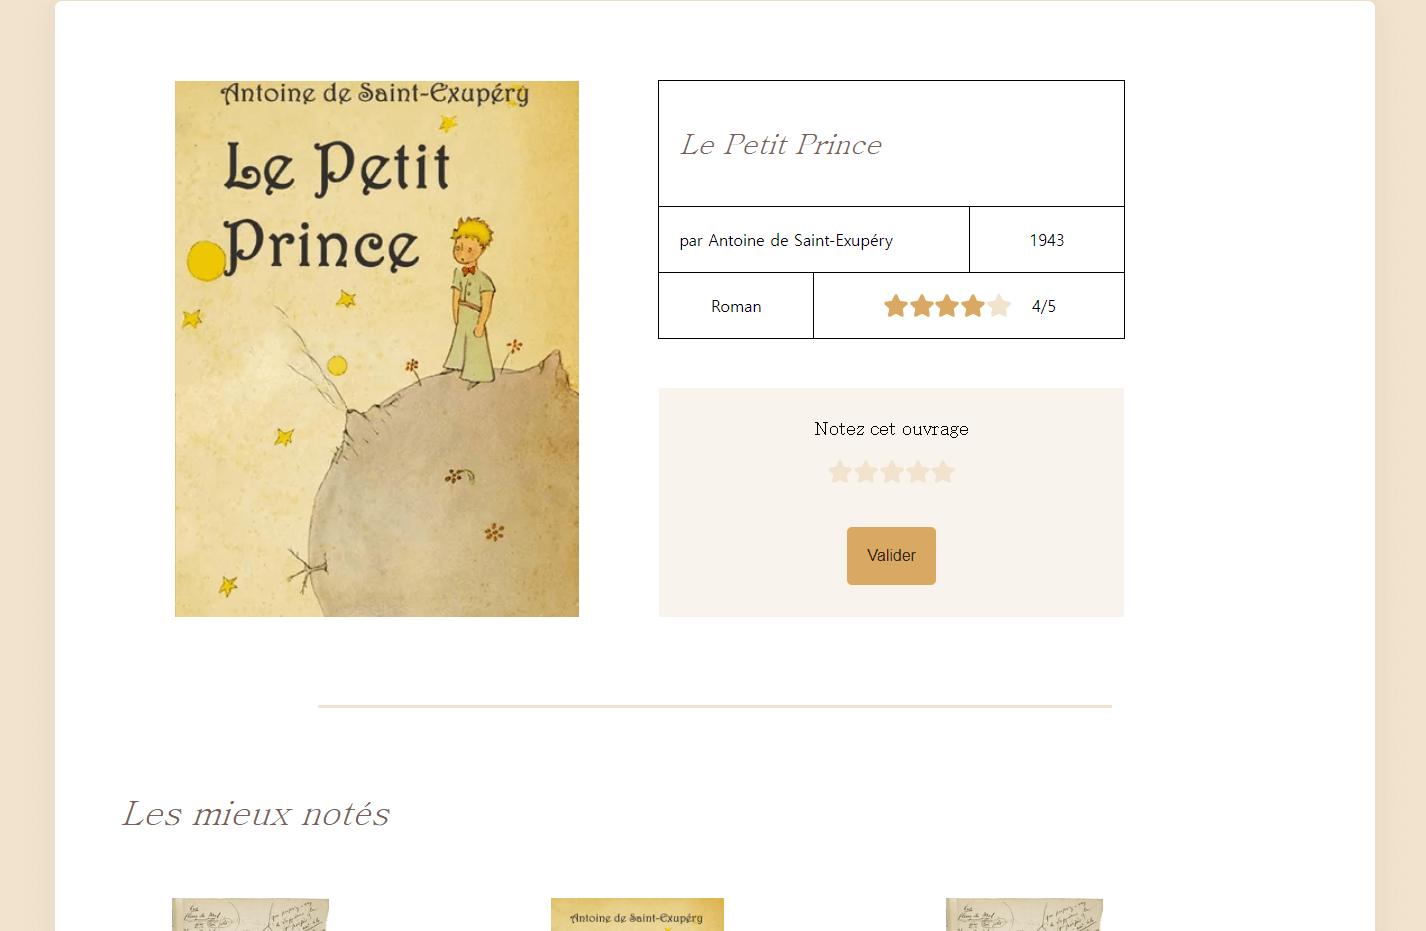 Antoine de Saint-Exupéry
Le Petit
Prince
Le Petit Prince
par Antoine de Saint-Exupéry
1943
Roman
4/5
Notez cet ouvrage
Valider
Les mieux notés
Antoine de Saint-Exupéry